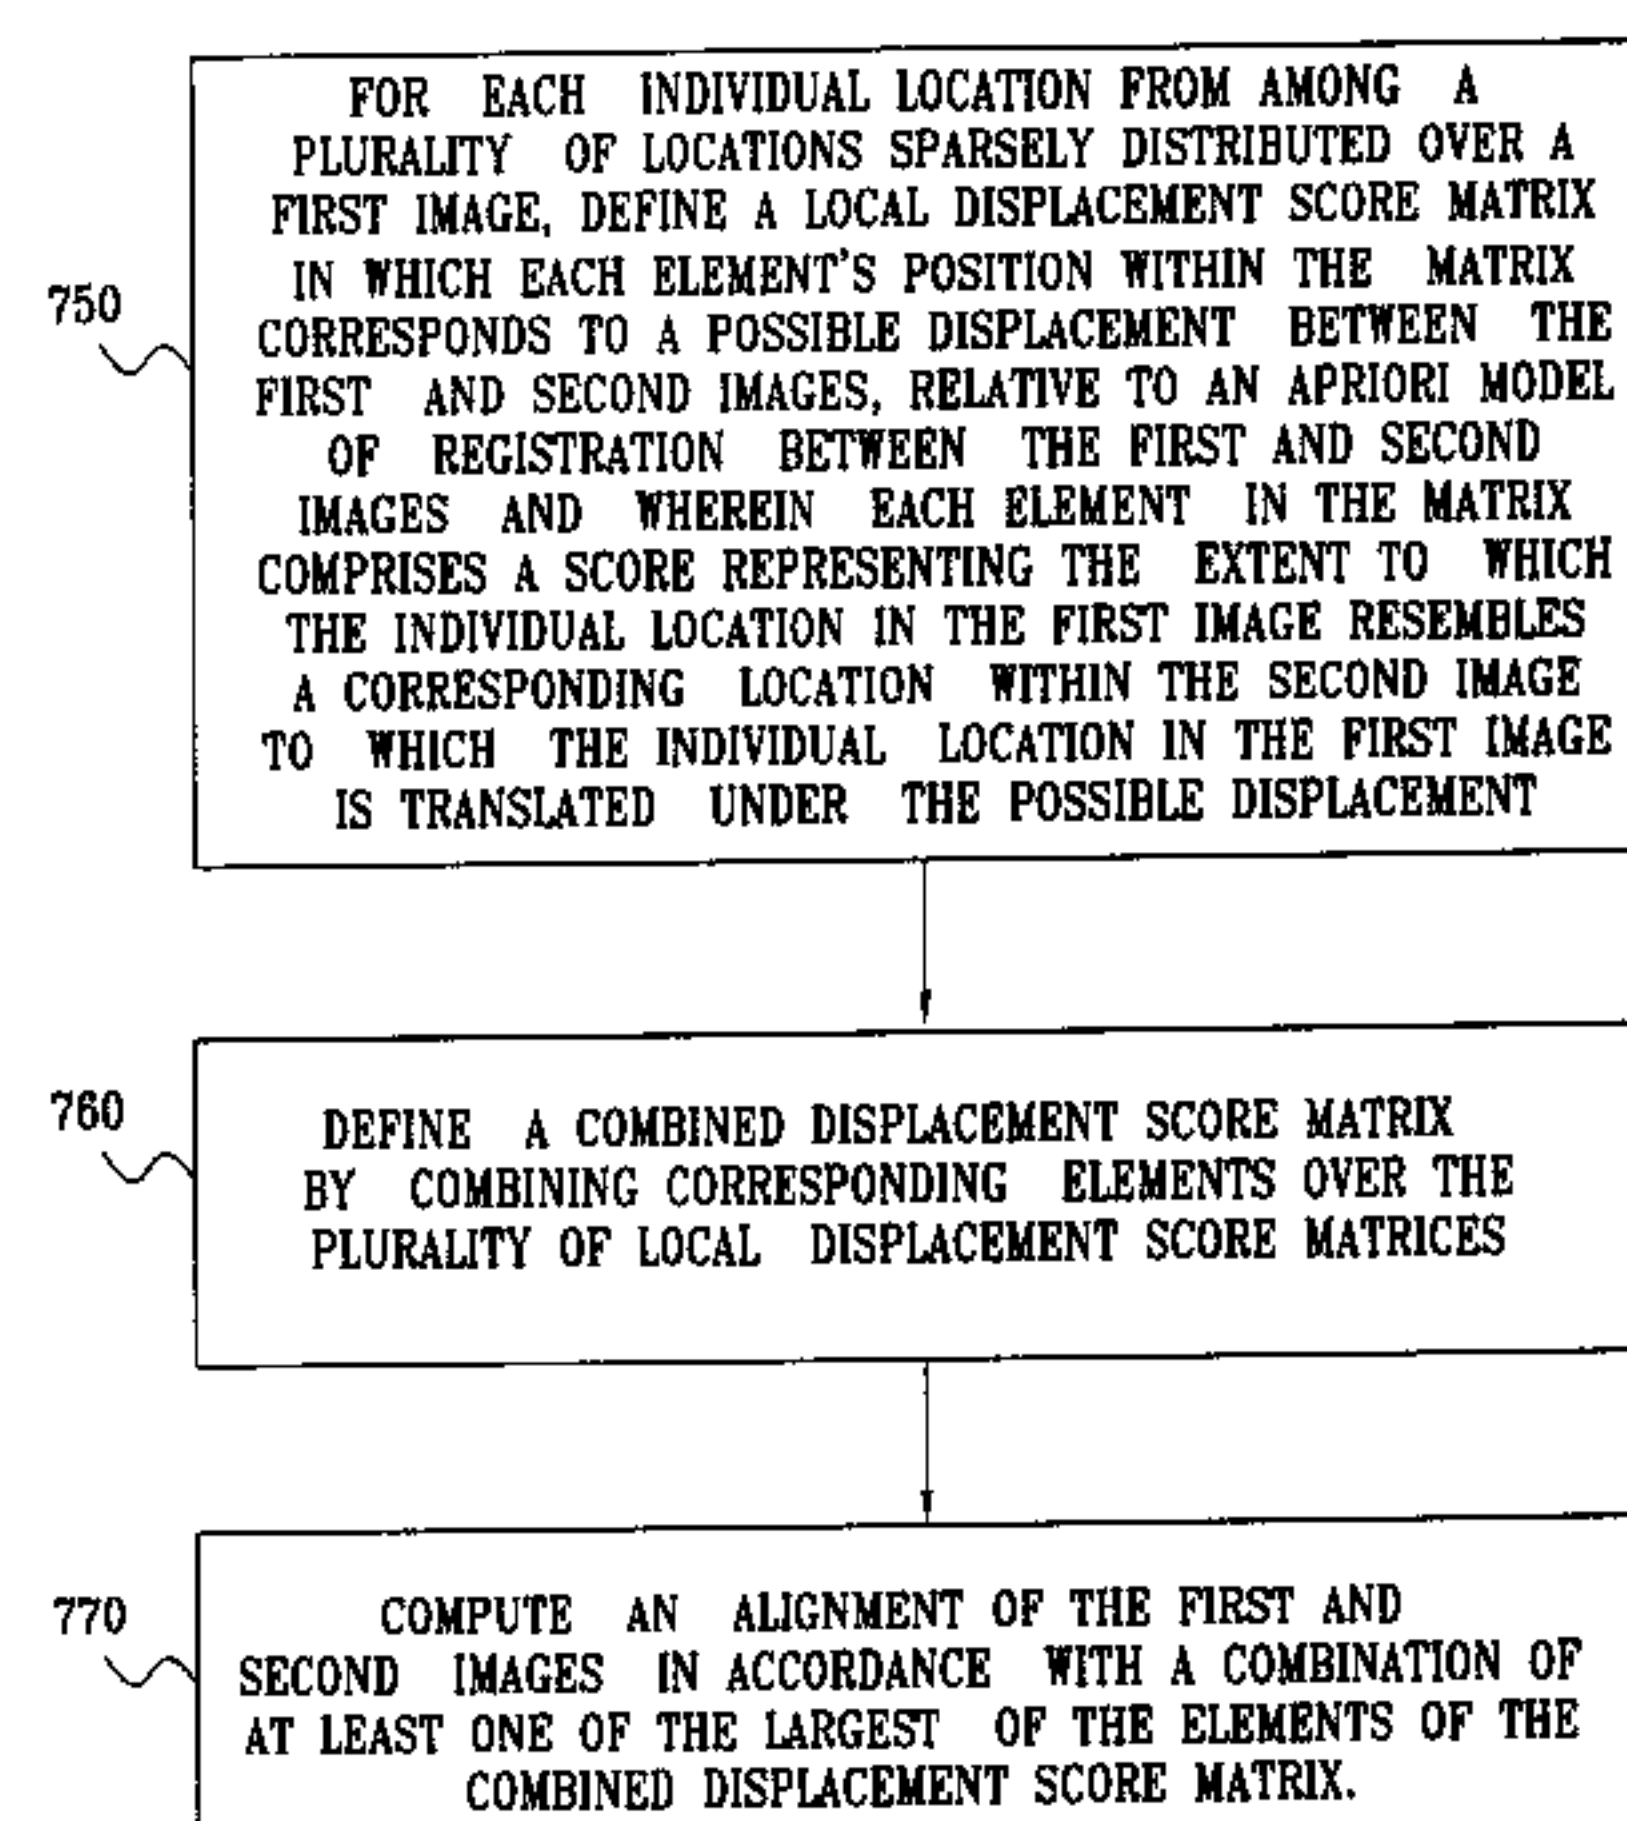 FOR EACH INDIVIDUAL LOCATION FROM AMONG A
PLURALITY OF LOCATIONS SPARSELY DISTRIBUTED OVER A
FIRST IMAGE, DEFINE A LOCAL DISPLACEMENT SCORE MATRIX
IN WHICH EACH ELEMENT'S POSITION WITHIN THE MATRIX
750
CORRESPONDS TO A POSSIBLE DISPLACEMENT BETWEEN THE
FIRST AND SECOND IMAGES, RELATIVE TO AN APRIORI MODEL
OF REGISTRATION BETWEEN THE FIRST AND SECOND
IMAGES AND WHEREIN EACH ELEMENT IN THE MATRIX
COMPRISES A SCORE REPRESENTING THE EXTENT TO WHICH
THE INDIVIDUAL LOCATION IN THE FIRST IMAGE RESEMBLES
A CORRESPONDING LOCATION WITHIN THE SECOND IMAGE
TO WHICH THE INDIVIDUAL LOCATION IN THE FIRST IMAGE
IS TRANSLATED UNDER THE POSSIBLE DISPLACEMENT
760
DEFINE A COMBINED DISPLACEMENT SCORE MATRIX
BY COMBINING CORRESPONDING ELEMENTS OVER THE
PLURALITY OF LOCAL DISPLACEMENT SCORE MATRICES
770
COMPUTE AN ALIGNMENT OF THE FIRST AND
SECOND IMAGES IN ACCORDANCE WITH A COMBINATION OF
AT LEAST ONE OF THE LARGEST OF THE ELEMENTS OF THE
COMBINED DISPLACEMENT SCORE MATRIX.